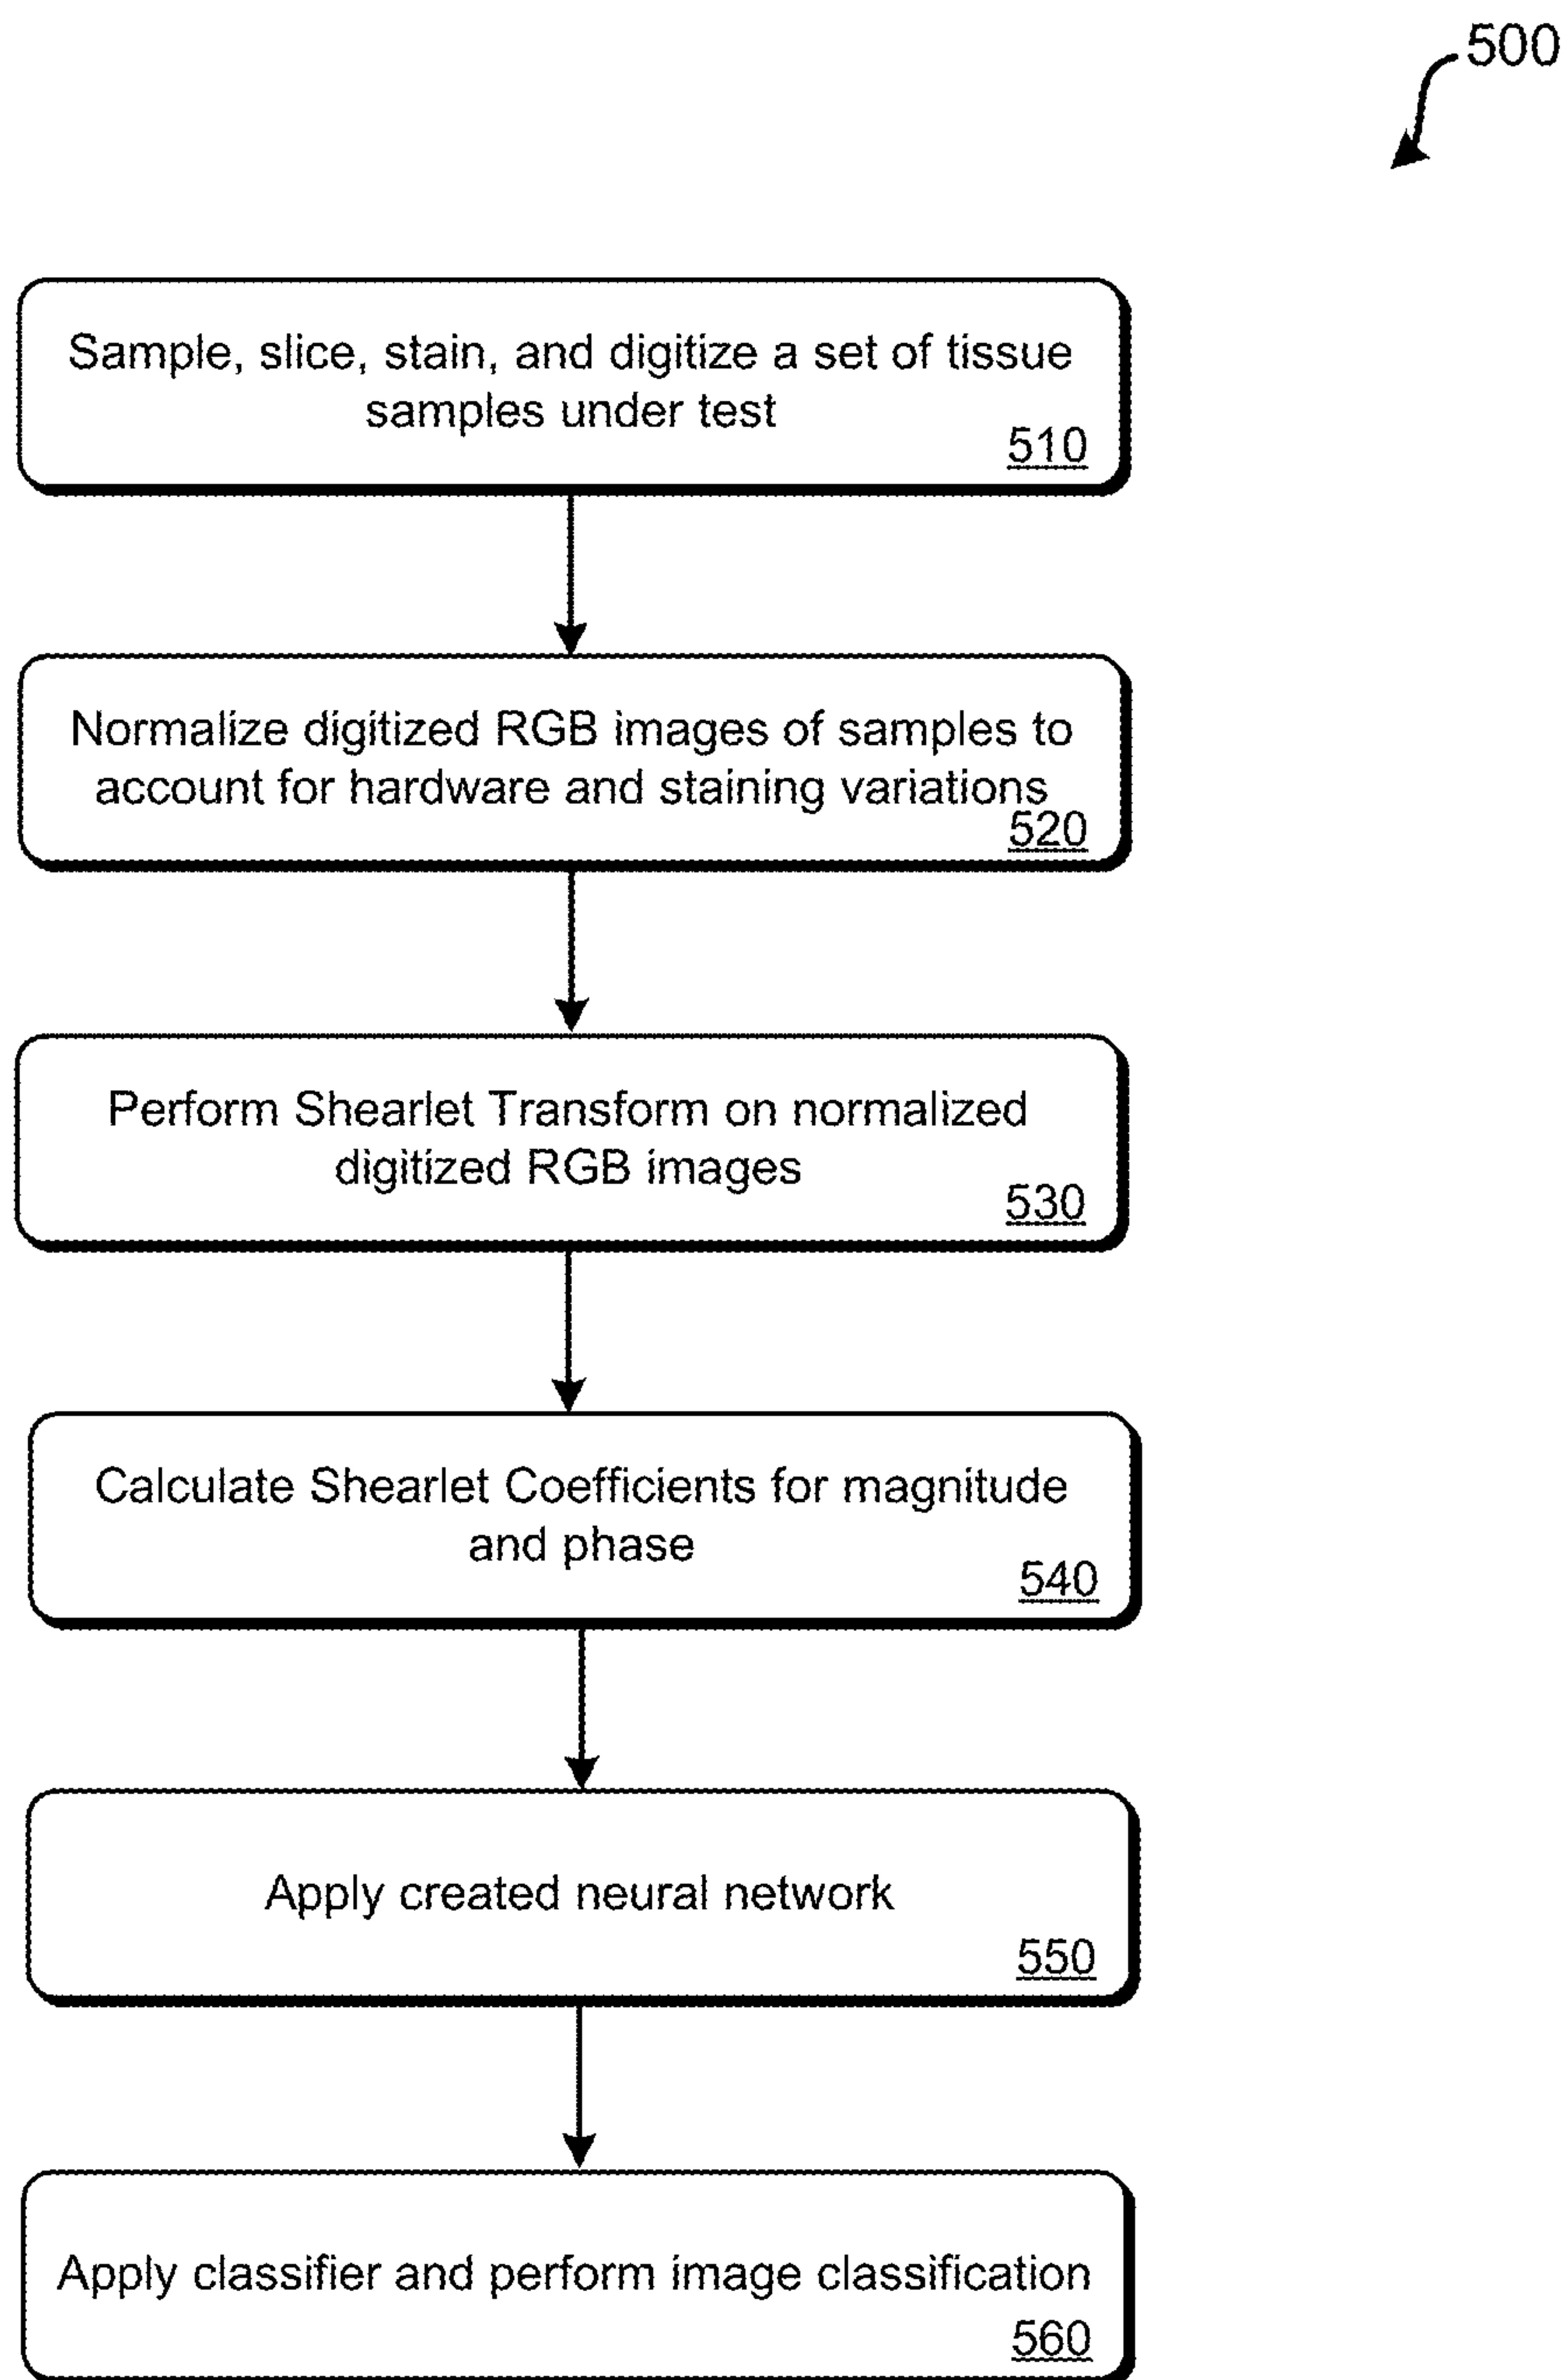 500
Sample, slice, stain, and digitize a set of tissue
samples under test
510
Normalize digitized RGB images of samples to
account for hardware and staining variations
520
Perform Shearlet Transform on normalized
digitized RGB images
530
Calculate Shearlet Coefficients for magnitude
and phase
540
Apply created neural network
550
Apply classifier and perform image classification
560